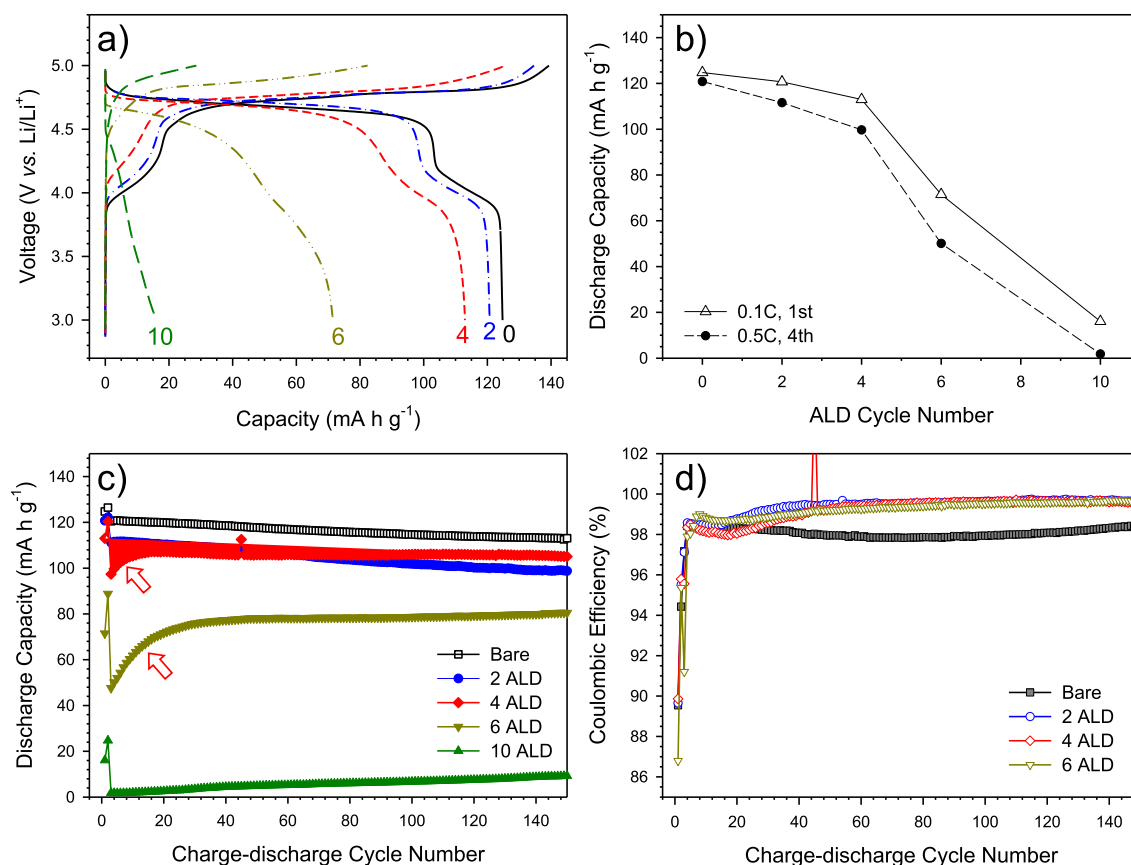 a)
5.0
4.5
4.0
3.5
3.0
Voltage (V vs. Li/Li⁺)
10
6
4
2
0
0 20 40 60 80 100 120 140
Capacity (mA h g⁻¹)
b)
140
120
100
80
60
40
20
0
Discharge Capacity (mA h g⁻¹)
0.1C, 1st
0.5C, 4th
0 2 4 6 8 10
ALD Cycle Number
c)
140
120
100
80
60
40
20
0
Discharge Capacity (mA h g⁻¹)
Bare
2 ALD
4 ALD
6 ALD
10 ALD
0 20 40 60 80 100 120 140
Charge-discharge Cycle Number
d)
102
100
98
96
94
92
90
88
86
Coulombic Efficiency (%)
Bare
2 ALD
4 ALD
6 ALD
0 20 40 60 80 100 120 140
Charge-discharge Cycle Number